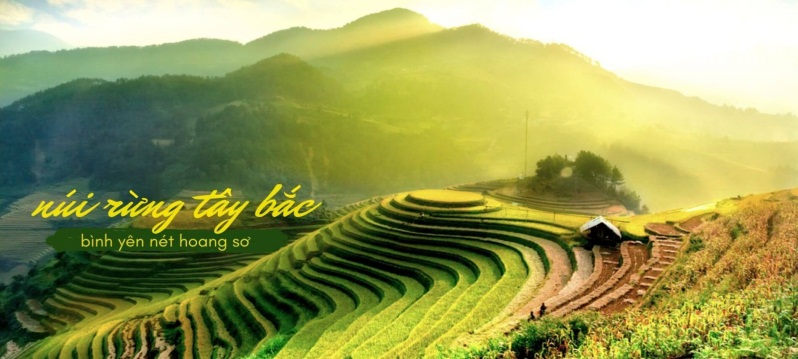 núi rừng tây bắc
bình yên nét hoang sơ